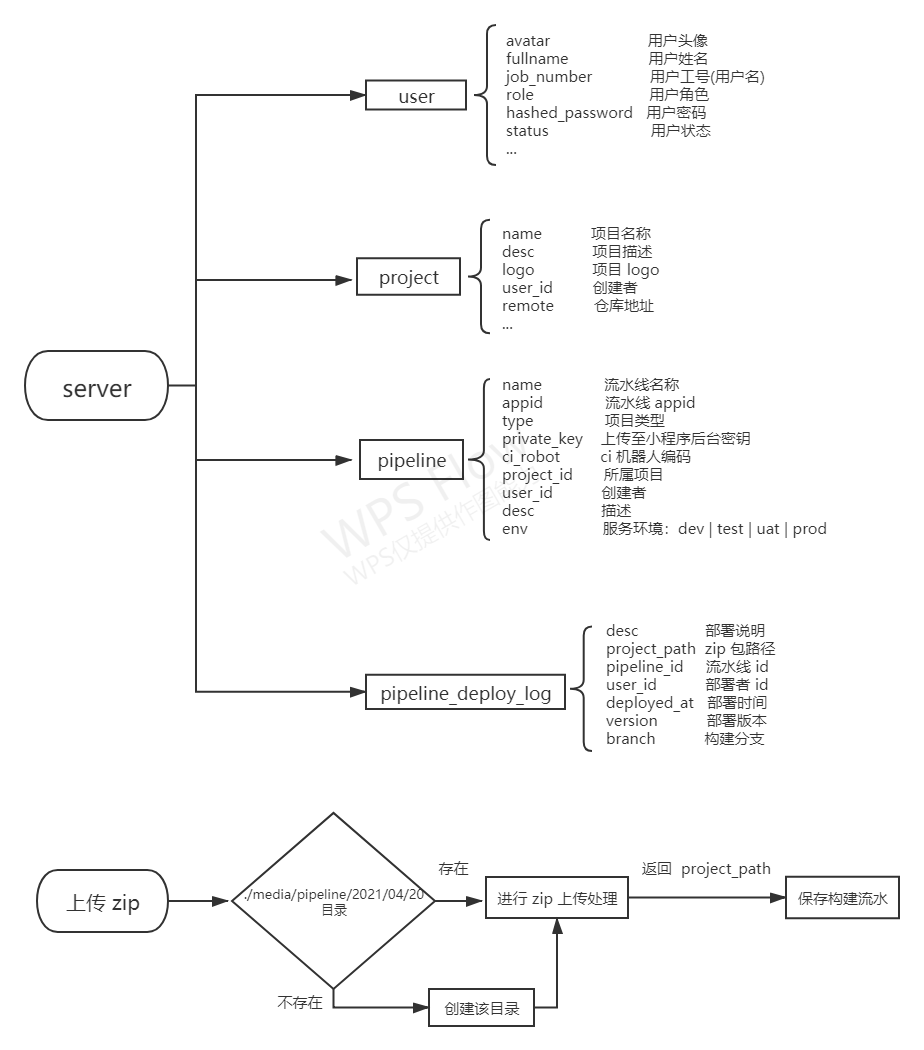 avatar 用户头像
fullname 用户姓名
job_number 用户工号(用户名)
user
role 用户角色
hashed_password 用户密码
status 用户状态
...
name 项目名称
desc 项目描述
project
logo 项目 logo
user_id 创建者
remote 仓库地址
...
server
name 流水线名称
appid 流水线 appid
type 项目类型
private_key 上传至小程序后台密钥
pipeline
ci_robot ci 机器人编码
project_id 所属项目
user_id 创建者
desc 描述
env 服务环境：dev | test | uat | prod
WPS Flow
WPS仅提供作图
desc 部署说明
project_path zip 包路径
pipeline_id 流水线 id
pipeline_deploy_log
user_id 部署者 id
deployed_at 部署时间
version 部署版本
branch 构建分支
上传 zip
./media/pipeline/2021/04/20
目录
存在
进行 zip 上传处理
返回 project_path
保存构建流水
不存在
创建该目录